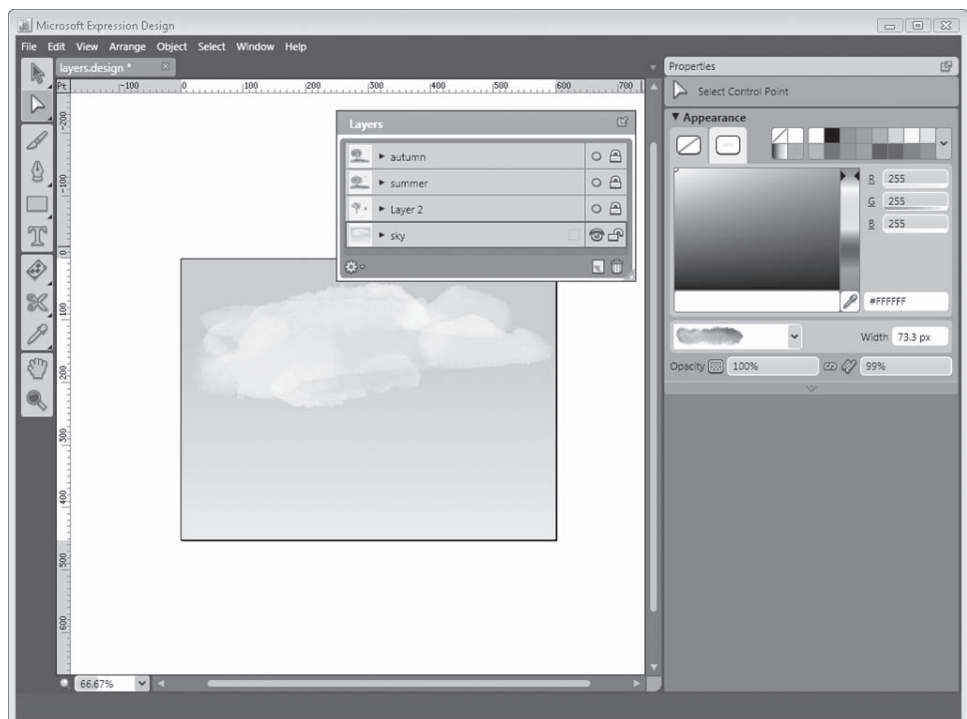 Microsoft Expression Design
File Edit View Arrange Object Select Window Help
layers.design *
Properties
Pt
-100 0 100 200 300 400 500 600 700
Select Control Point
Appearance
Layers
autumn
summer
Layer 2
sky
R 255
G 255
B 255
#FFFFFF
Width 73.3 px
Opacity 100% 99%
-200
-100
0
100
200
300
400
500
600
66.67%